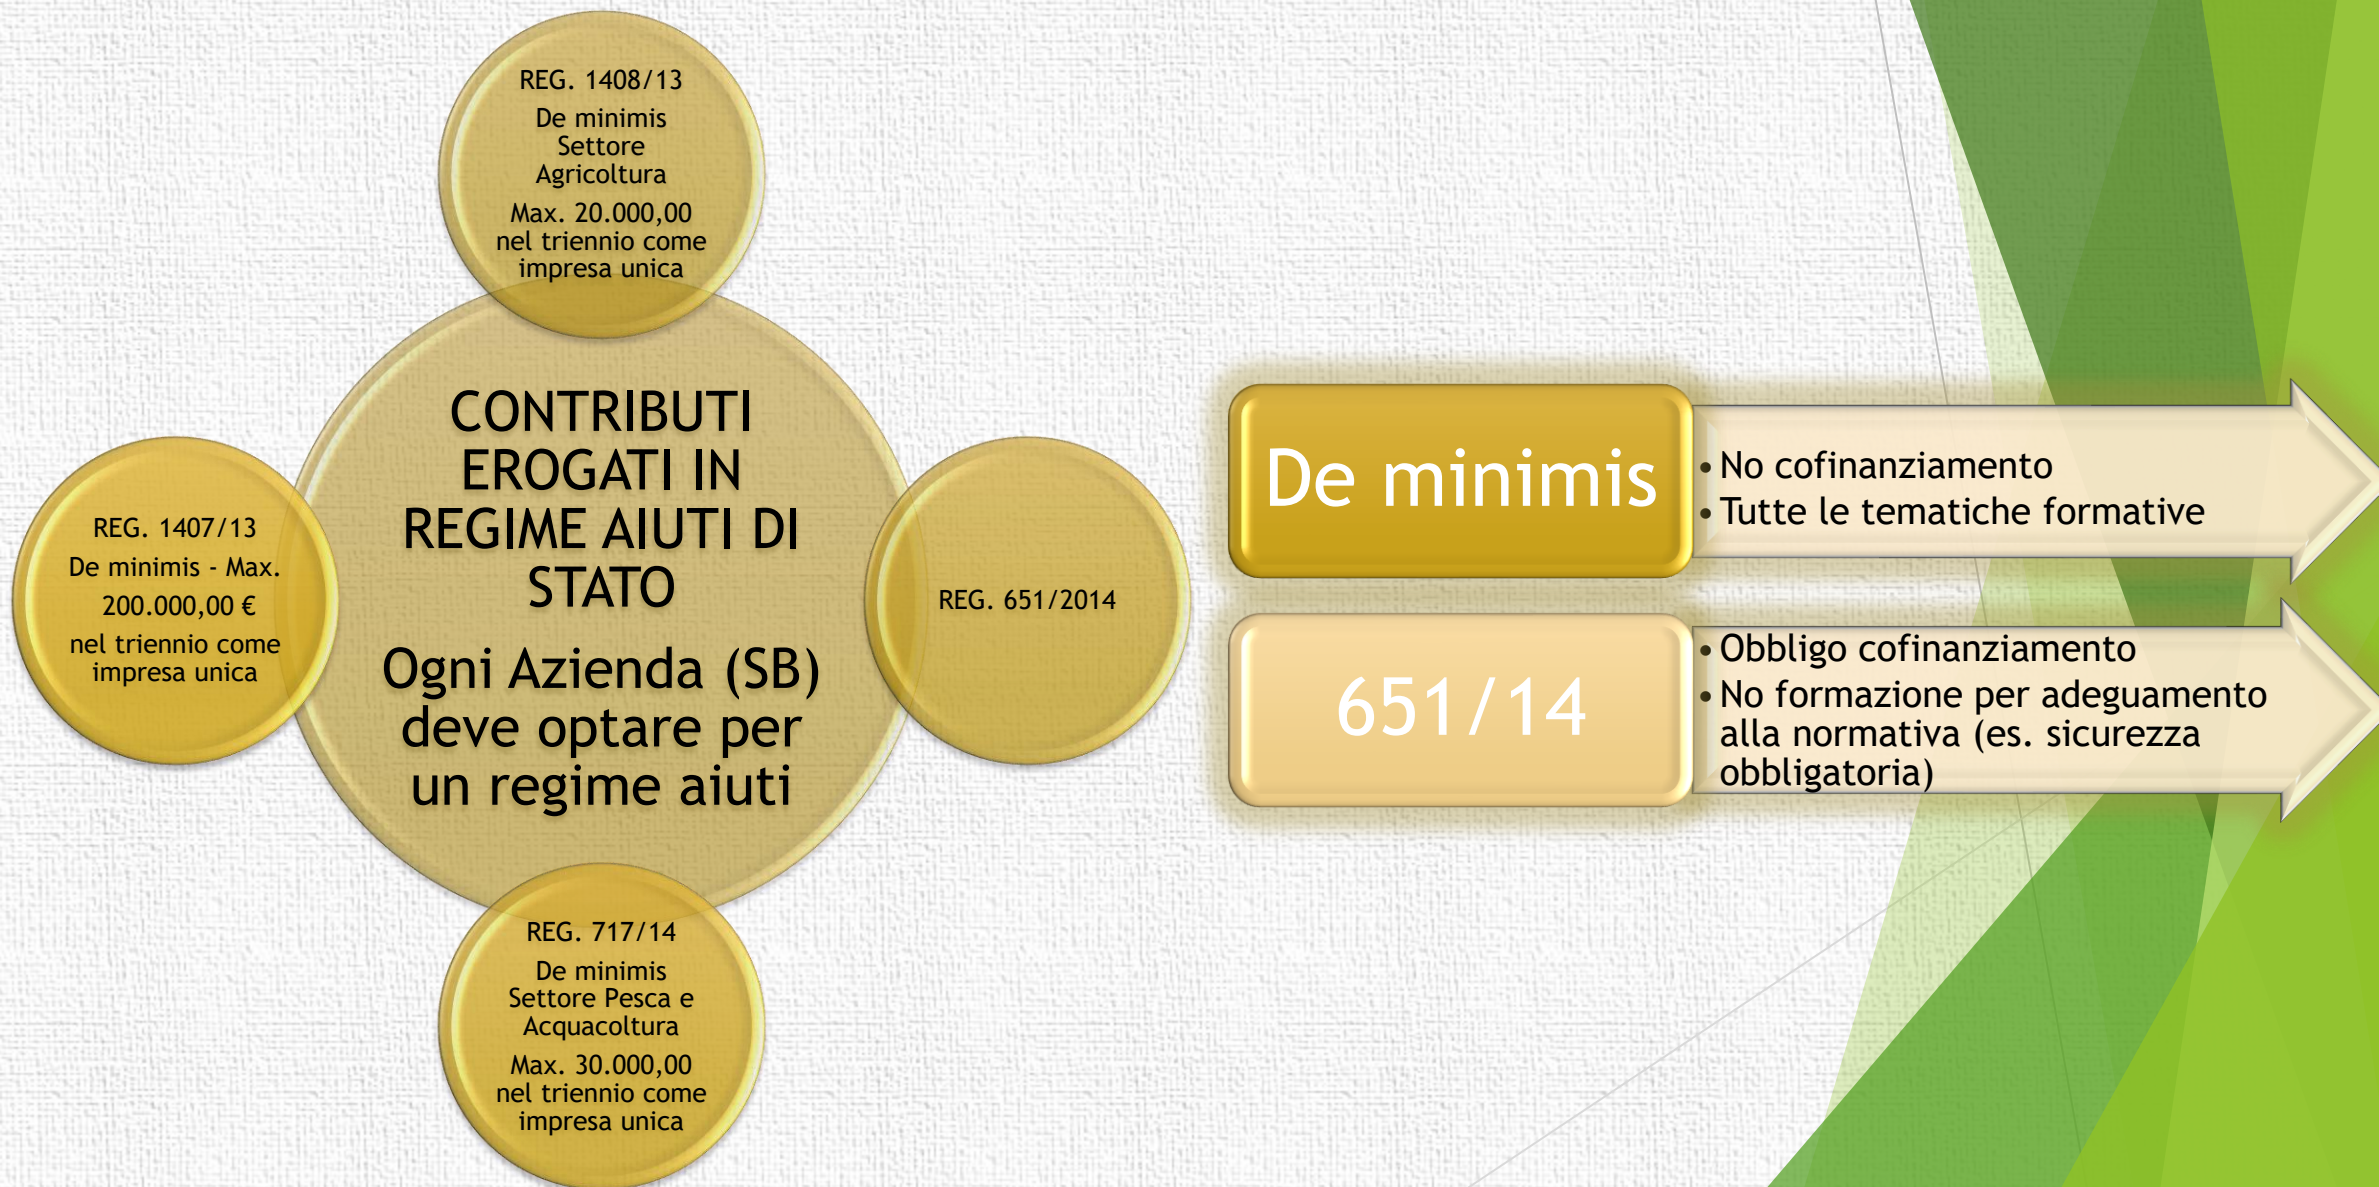 REG. 1408/13
De minimis
Settore
Agricoltura
Max. 20.000,00
nel triennio come
impresa unica
CONTRIBUTI
EROGATI IN
REGIME AIUTI DI
STATO
Ogni Azienda (SB)
deve optare per
un regime aiuti
REG. 1407/13
De minimis - Max.
200.000,00 €
nel triennio come
impresa unica
REG. 651/2014
REG. 717/14
De minimis
Settore Pesca e
Acquacoltura
Max. 30.000,00
nel triennio come
impresa unica
De minimis
• No cofinanziamento
• Tutte le tematiche formative
651/14
• Obbligo cofinanziamento
• No formazione per adeguamento
alla normativa (es. sicurezza
obbligatoria)